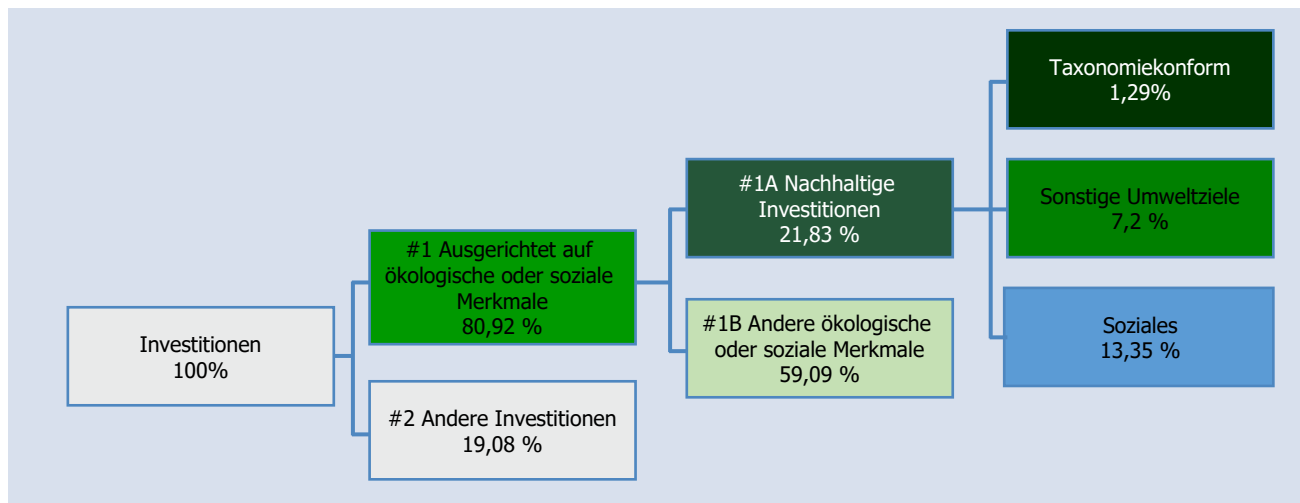 Investitionen
100%
#1 Ausgerichtet auf
ökologische oder soziale
Merkmale
80,92 %
#2 Andere Investitionen
19,08 %
#1A Nachhaltige
Investitionen
21,83 %
#1B Andere ökologische
oder soziale Merkmale
59,09 %
Taxonomiekonform
1,29%
Sonstige Umweltziele
7,2 %
Soziales
13,35 %